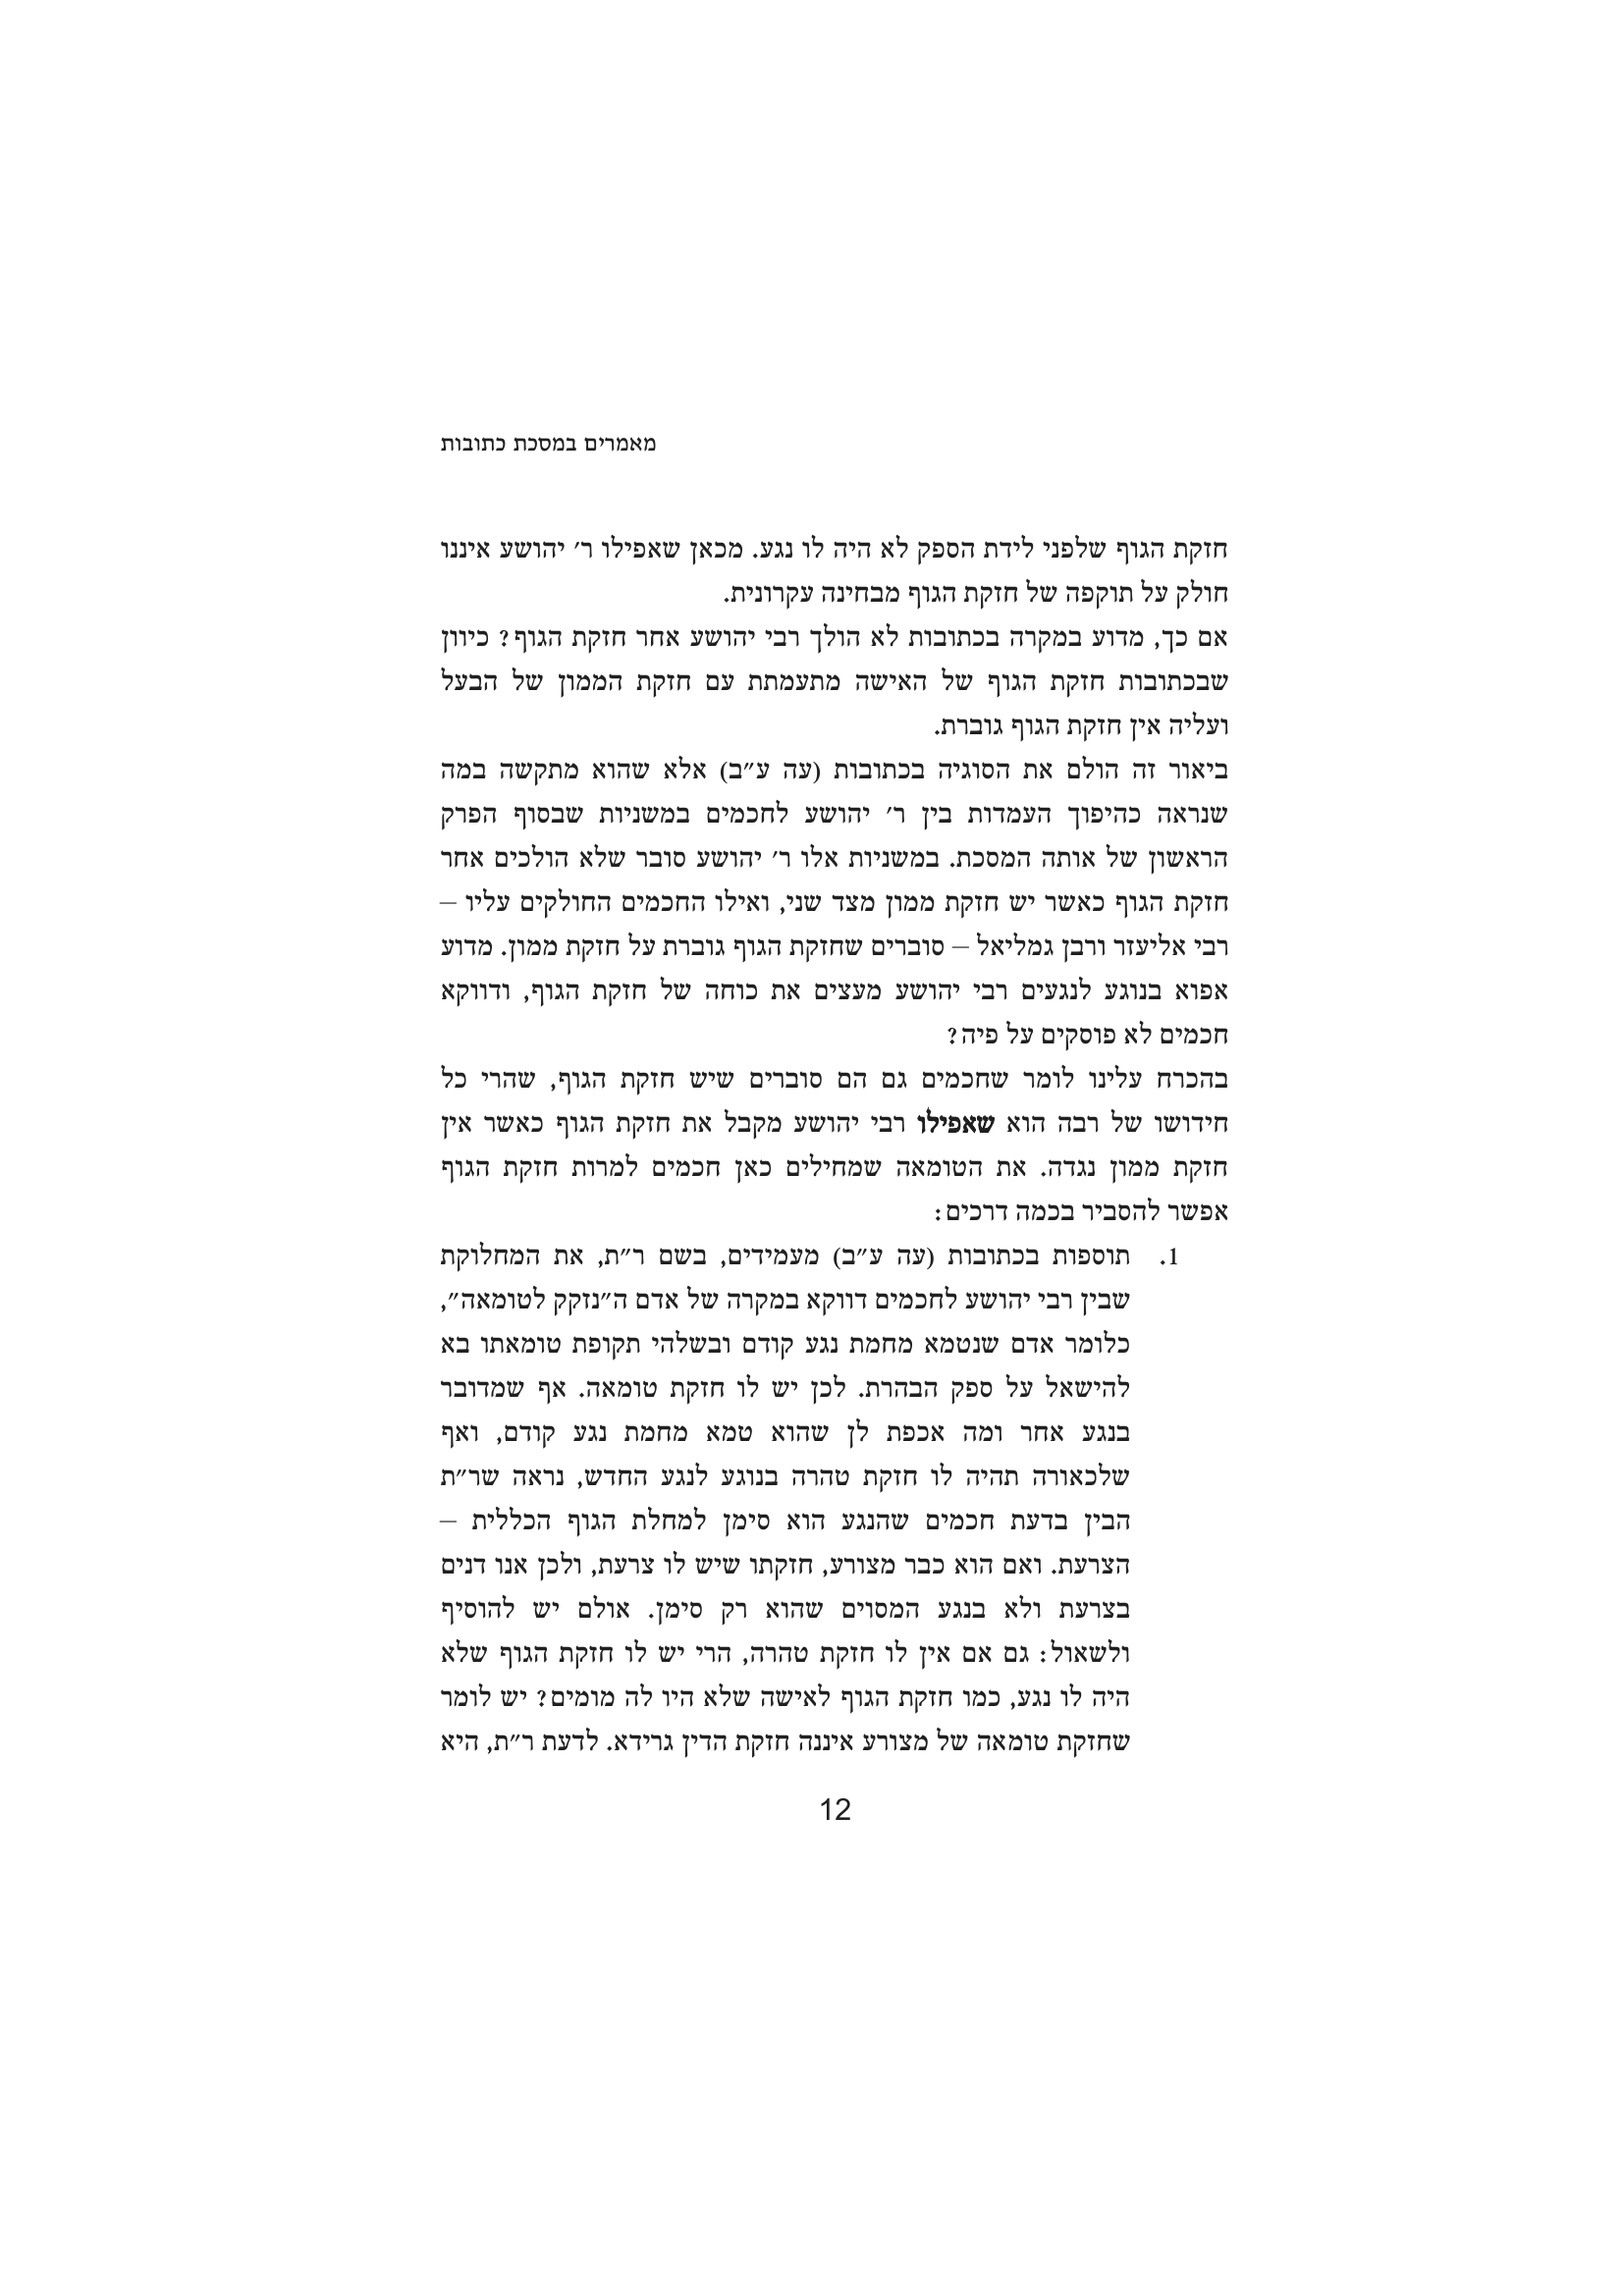 מאמרים במסכת כתובות
חזקת הגוף שלפני לידת הספק לא היה לו נגע. מכאן שאפילו ר׳ יהושע איננו
חולק על תוקפה של חזקת הגוף מבחינה עקרונית.
אם כך, מדוע במקרה בכתובות לא הולך רבי יהושע אחר חזקת הגוף? כיוון
שבכתובות חזקת הגוף של האישה מתעמתת עם חזקת הממון של הבעל
ועליה אין חזקת הגוף גוברת.
ביאור זה הולם את הסוגיה בכתובות (עה ע״ב) אלא שהוא מתקשה במה
שנראה כהיפוך העמדות בין ר׳ יהושע לחכמים במשניות שבסוף הפרק
הראשון של אותה המסכת. במשניות אלו ר׳ יהושע סובר שלא הולכים אחר
חזקת הגוף כאשר יש חזקת ממון מצד שני, ואילו החכמים החולקים עליו –
רבי אליעזר ורבן גמליאל – סוברים שחזקת הגוף גוברת על חזקת ממון. מדוע
אפוא בנוגע לנגעים רבי יהושע מעצים את כוחה של חזקת הגוף, ודווקא
חכמים לא פוסקים על פיה?
בהכרח עלינו לומר שחכמים גם הם סוברים שיש חזקת הגוף, שהרי כל
חידושו של רבה הוא שאפילו רבי יהושע מקבל את חזקת הגוף כאשר אין
חזקת ממון נגדה. את הטומאה שמחילים כאן חכמים למרות חזקת הגוף
אפשר להסביר בכמה דרכים:
1. תוספות בכתובות (עה ע״ב) מעמידים, בשם ר״ת, את המחלוקת
שבין רבי יהושע לחכמים דווקא במקרה של אדם ה״נזקק לטומאה״,
כלומר אדם שנטמא מחמת נגע קודם ובשלהי תקופת טומאתו בא
להישאל על ספק הבהרת. לכן יש לו חזקת טומאה. אף שמדובר
בנגע אחר ומה אכפת לן שהוא טמא מחמת נגע קודם, ואף
שלכאורה תהיה לו חזקת טהרה בנוגע לנגע החדש, נראה שר״ת
הבין בדעת חכמים שהנגע הוא סימן למחלת הגוף הכללית –
הצרעת. ואם הוא כבר מצורע, חזקתו שיש לו צרעת, ולכן אנו דנים
בצרעת ולא בנגע המסוים שהוא רק סימן. אולם יש להוסיף
ולשאול: גם אם אין לו חזקת טהרה, הרי יש לו חזקת הגוף שלא
היה לו נגע, כמו חזקת הגוף לאישה שלא היו לה מומים? יש לומר
שחזקת טומאה של מצורע איננה חזקת הדין גרידא. לדעת ר״ת, היא
12